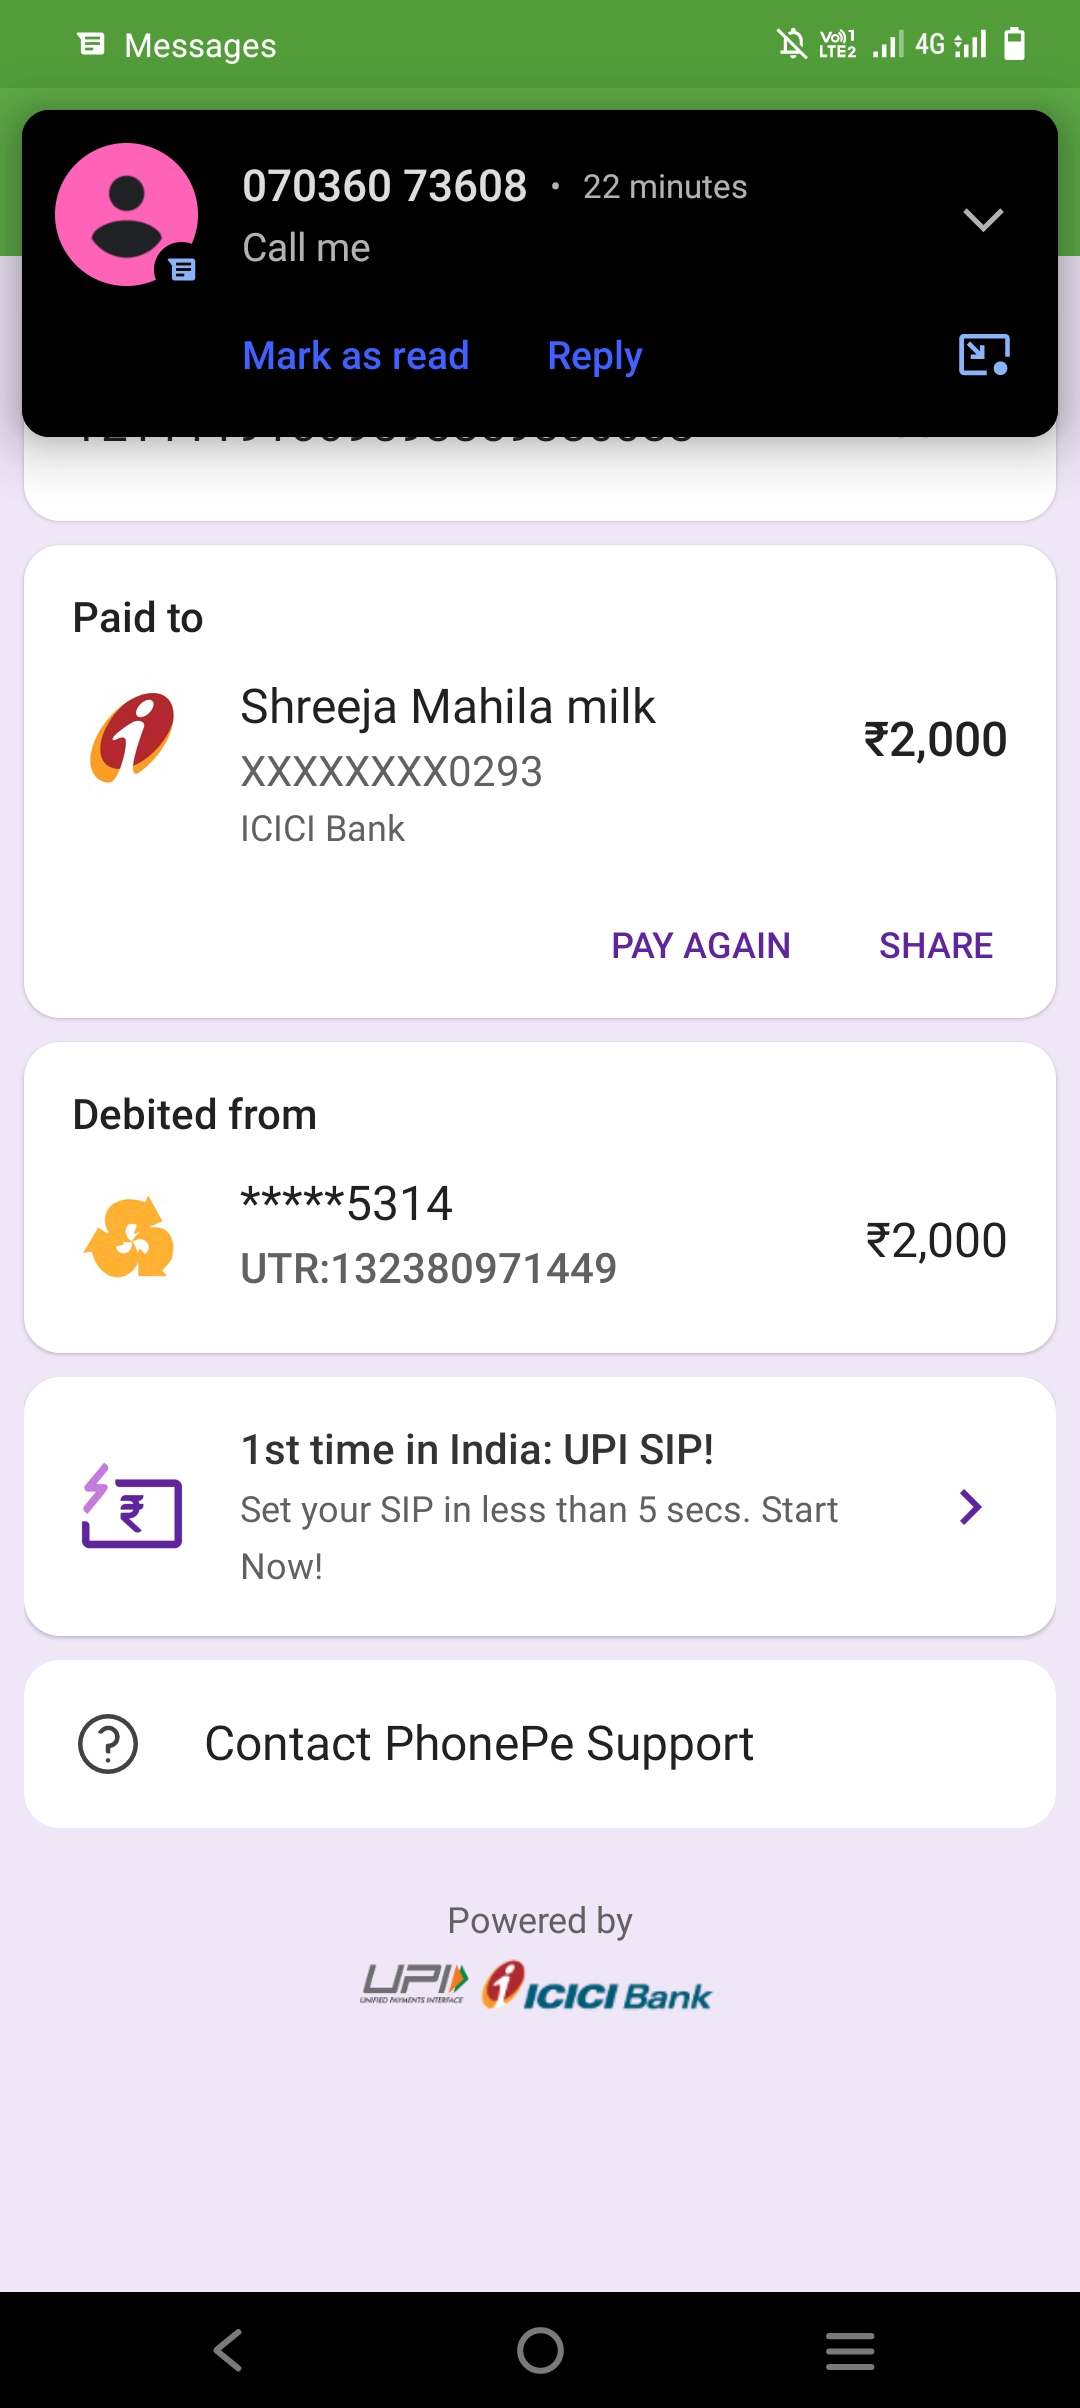 Messages
Vo)) 1
LTE2
4G
070360 73608 • 22 minutes
Call me
Mark as read Reply
Paid to
Shreeja Mahila milk
₹2,000
XXXXXXXX0293
ICICI Bank
PAY AGAIN SHARE
Debited from
*****5314
₹2,000
UTR:132380971449
1st time in India: UPI SIP!
Set your SIP in less than 5 secs. Start
Now!
Contact PhonePe Support
Powered by
UPI ICICI Bank
UNIFIED PAYMENTS INTERFACE